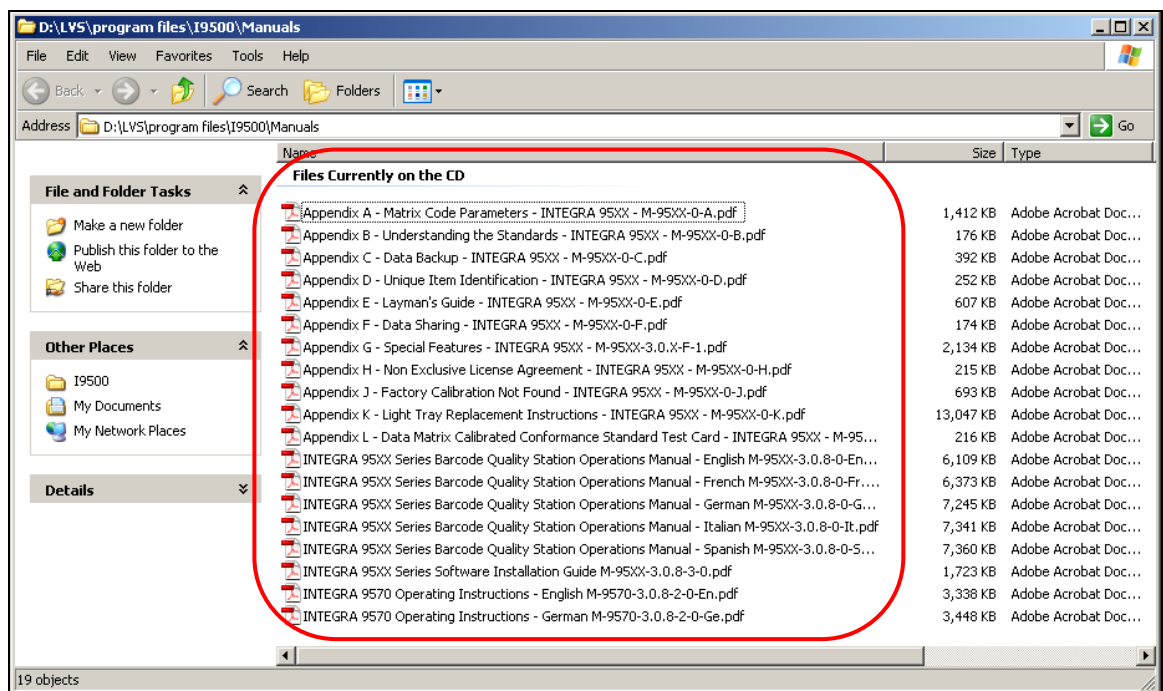 D:\LVS\program files\I9500\Manuals
File Edit View Favorites Tools Help
Back Search Folders
Address D:\LVS\program files\I9500\Manuals Go
Name Size Type
Files Currently on the CD
File and Folder Tasks
Make a new folder
Publish this folder to the
Web
Share this folder
Other Places
I9500
My Documents
My Network Places
Details
Appendix A - Matrix Code Parameters - INTEGRA 95XX - M-95XX-0-A.pdf 1,412 KB Adobe Acrobat Doc...
Appendix B - Understanding the Standards - INTEGRA 95XX - M-95XX-0-B.pdf 176 KB Adobe Acrobat Doc...
Appendix C - Data Backup - INTEGRA 95XX - M-95XX-0-C.pdf 392 KB Adobe Acrobat Doc...
Appendix D - Unique Item Identification - INTEGRA 95XX - M-95XX-0-D.pdf 252 KB Adobe Acrobat Doc...
Appendix E - Layman's Guide - INTEGRA 95XX - M-95XX-0-E.pdf 607 KB Adobe Acrobat Doc...
Appendix F - Data Sharing - INTEGRA 95XX - M-95XX-0-F.pdf 174 KB Adobe Acrobat Doc...
Appendix G - Special Features - INTEGRA 95XX - M-95XX-3.0.X-F-1.pdf 2,134 KB Adobe Acrobat Doc...
Appendix H - Non Exclusive License Agreement - INTEGRA 95XX - M-95XX-0-H.pdf 215 KB Adobe Acrobat Doc...
Appendix J - Factory Calibration Not Found - INTEGRA 95XX - M-95XX-0-J.pdf 693 KB Adobe Acrobat Doc...
Appendix K - Light Tray Replacement Instructions - INTEGRA 95XX - M-95XX-0-K.pdf 13,047 KB Adobe Acrobat Doc...
Appendix L - Data Matrix Calibrated Conformance Standard Test Card - INTEGRA 95XX - M-95... 216 KB Adobe Acrobat Doc...
INTEGRA 95XX Series Barcode Quality Station Operations Manual - English M-95XX-3.0.8-0-En... 6,109 KB Adobe Acrobat Doc...
INTEGRA 95XX Series Barcode Quality Station Operations Manual - French M-95XX-3.0.8-0-Fr.... 6,373 KB Adobe Acrobat Doc...
INTEGRA 95XX Series Barcode Quality Station Operations Manual - German M-95XX-3.0.8-0-G... 7,245 KB Adobe Acrobat Doc...
INTEGRA 95XX Series Barcode Quality Station Operations Manual - Italian M-95XX-3.0.8-0-It.pdf 7,341 KB Adobe Acrobat Doc...
INTEGRA 95XX Series Barcode Quality Station Operations Manual - Spanish M-95XX-3.0.8-0-S... 7,360 KB Adobe Acrobat Doc...
INTEGRA 95XX Series Software Installation Guide M-95XX-3.0.8-3-0.pdf 1,723 KB Adobe Acrobat Doc...
INTEGRA 9570 Operating Instructions - English M-9570-3.0.8-2-0-En.pdf 3,338 KB Adobe Acrobat Doc...
INTEGRA 9570 Operating Instructions - German M-9570-3.0.8-2-0-Ge.pdf 3,448 KB Adobe Acrobat Doc...
19 objects